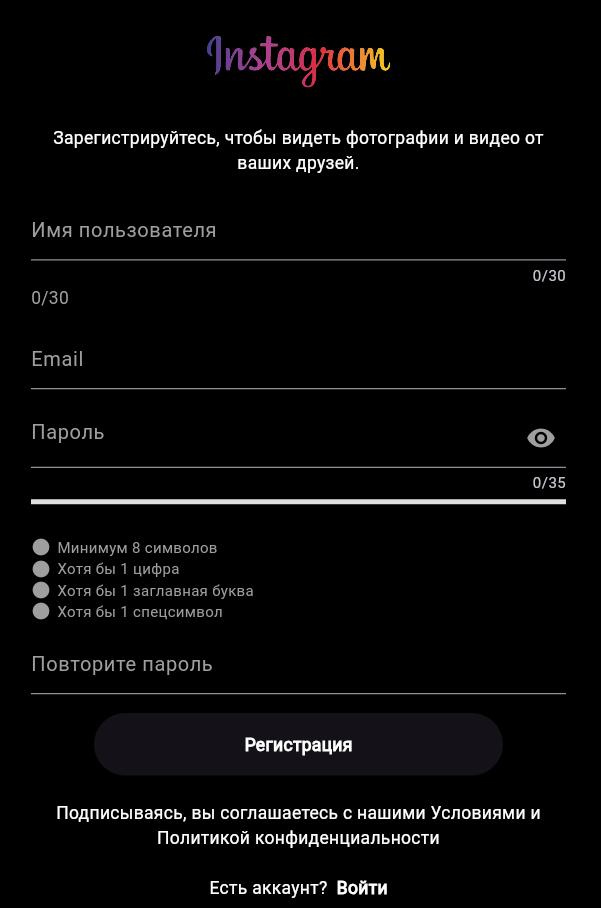 Instagram
Зарегистрируйтесь, чтобы видеть фотографии и видео от
ваших друзей.
Имя пользователя
0/30
0/30
Email
Пароль
0/35
Минимум 8 символов
Хотя бы 1 цифра
Хотя бы 1 заглавная буква
Хотя бы 1 спецсимвол
Повторите пароль
Регистрация
Подписываясь, вы соглашаетесь с нашими Условиями и
Политикой конфиденциальности
Есть аккаунт? Войти